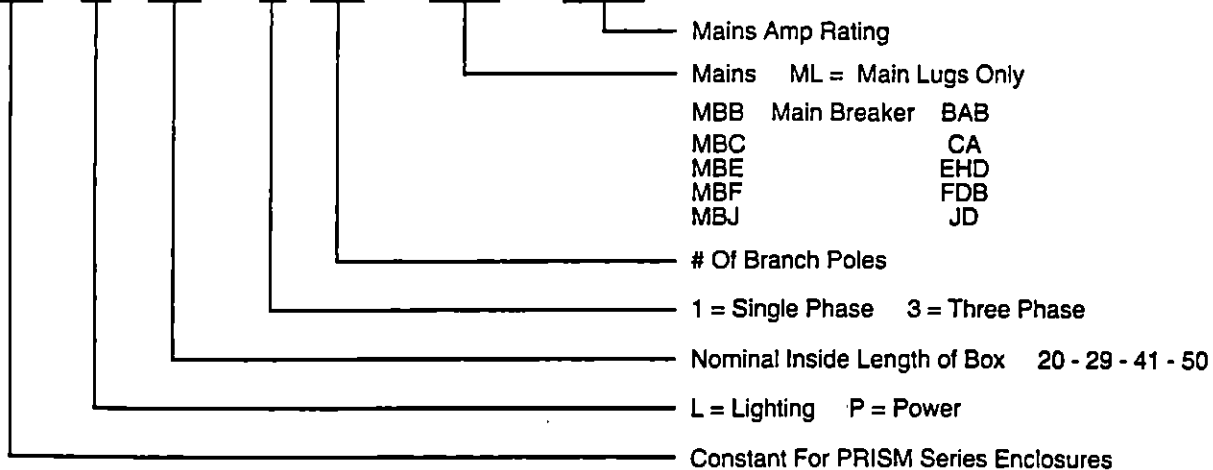 Mains Amp Rating
Mains ML = Main Lugs Only
MBB Main Breaker BAB
MBC CA
MBE EHD
MBF FDB
MBJ JD
# Of Branch Poles
1 = Single Phase 3 = Three Phase
Nominal Inside Length of Box 20 - 29 - 41 - 50
L = Lighting P = Power
Constant For PRISM Series Enclosures